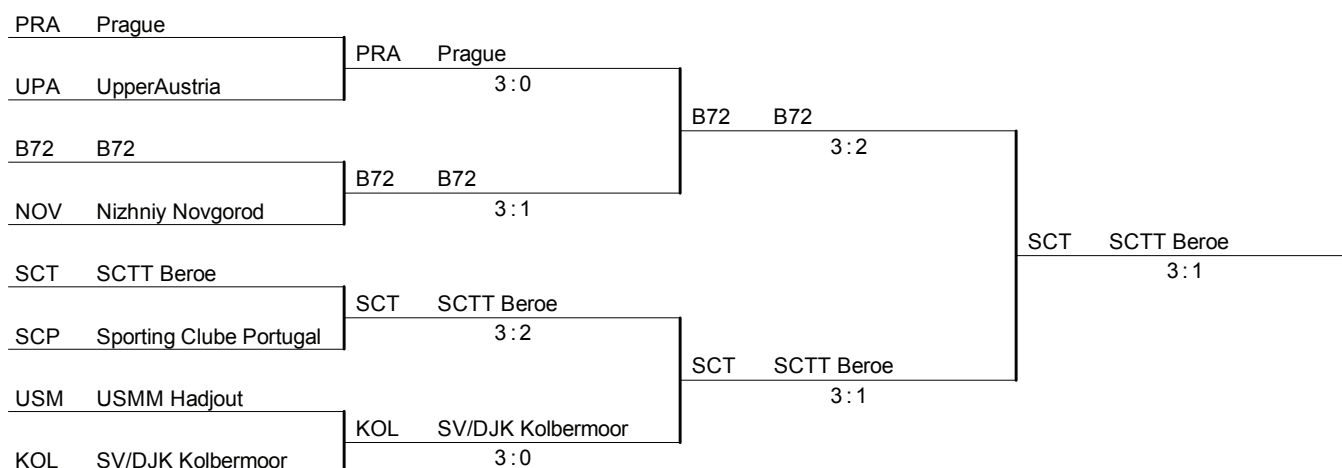 PRA Prague
PRA Prague
UPA UpperAustria
3 : 0
B72 B72
B72 B72
3 : 2
B72 B72
NOV Nizhniy Novgorod
3 : 1
SCT SCTT Beroe
SCT SCTT Beroe
3 : 1
SCT SCTT Beroe
SCP Sporting Clube Portugal
3 : 2
SCT SCTT Beroe
USM USMM Hadjout
3 : 1
KOL SV/DJK Kolbermoor
KOL SV/DJK Kolbermoor
3 : 0